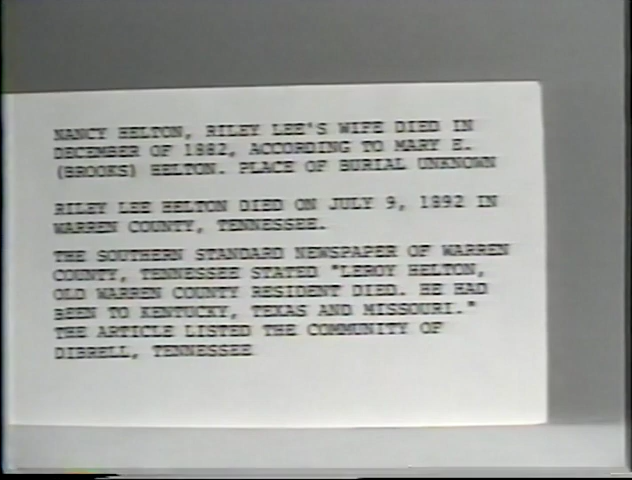 NANCY HELTON, RILEY LEE'S WIFE DIED IN
DECEMBER OF 1882, ACCORDING TO MARY E.
(BROOKS) HELTON. PLACE OF BURIAL UNKNOWN
RILEY LEE HELTON DIED ON JULY 9, 1892 IN
WARREN COUNTY, TENNESSEE.
THE SOUTHERN STANDARD NEWSPAPER OF WARREN
COUNTY, TENNESSEE STATED "LEROY HELTON,
OLD WARREN COUNTY RESIDENT DIED. HE HAD
BEEN TO KENTUCKY, TEXAS AND MISSOURI."
THE ARTICLE LISTED THE COMMUNITY OF
DIBRELL, TENNESSEE